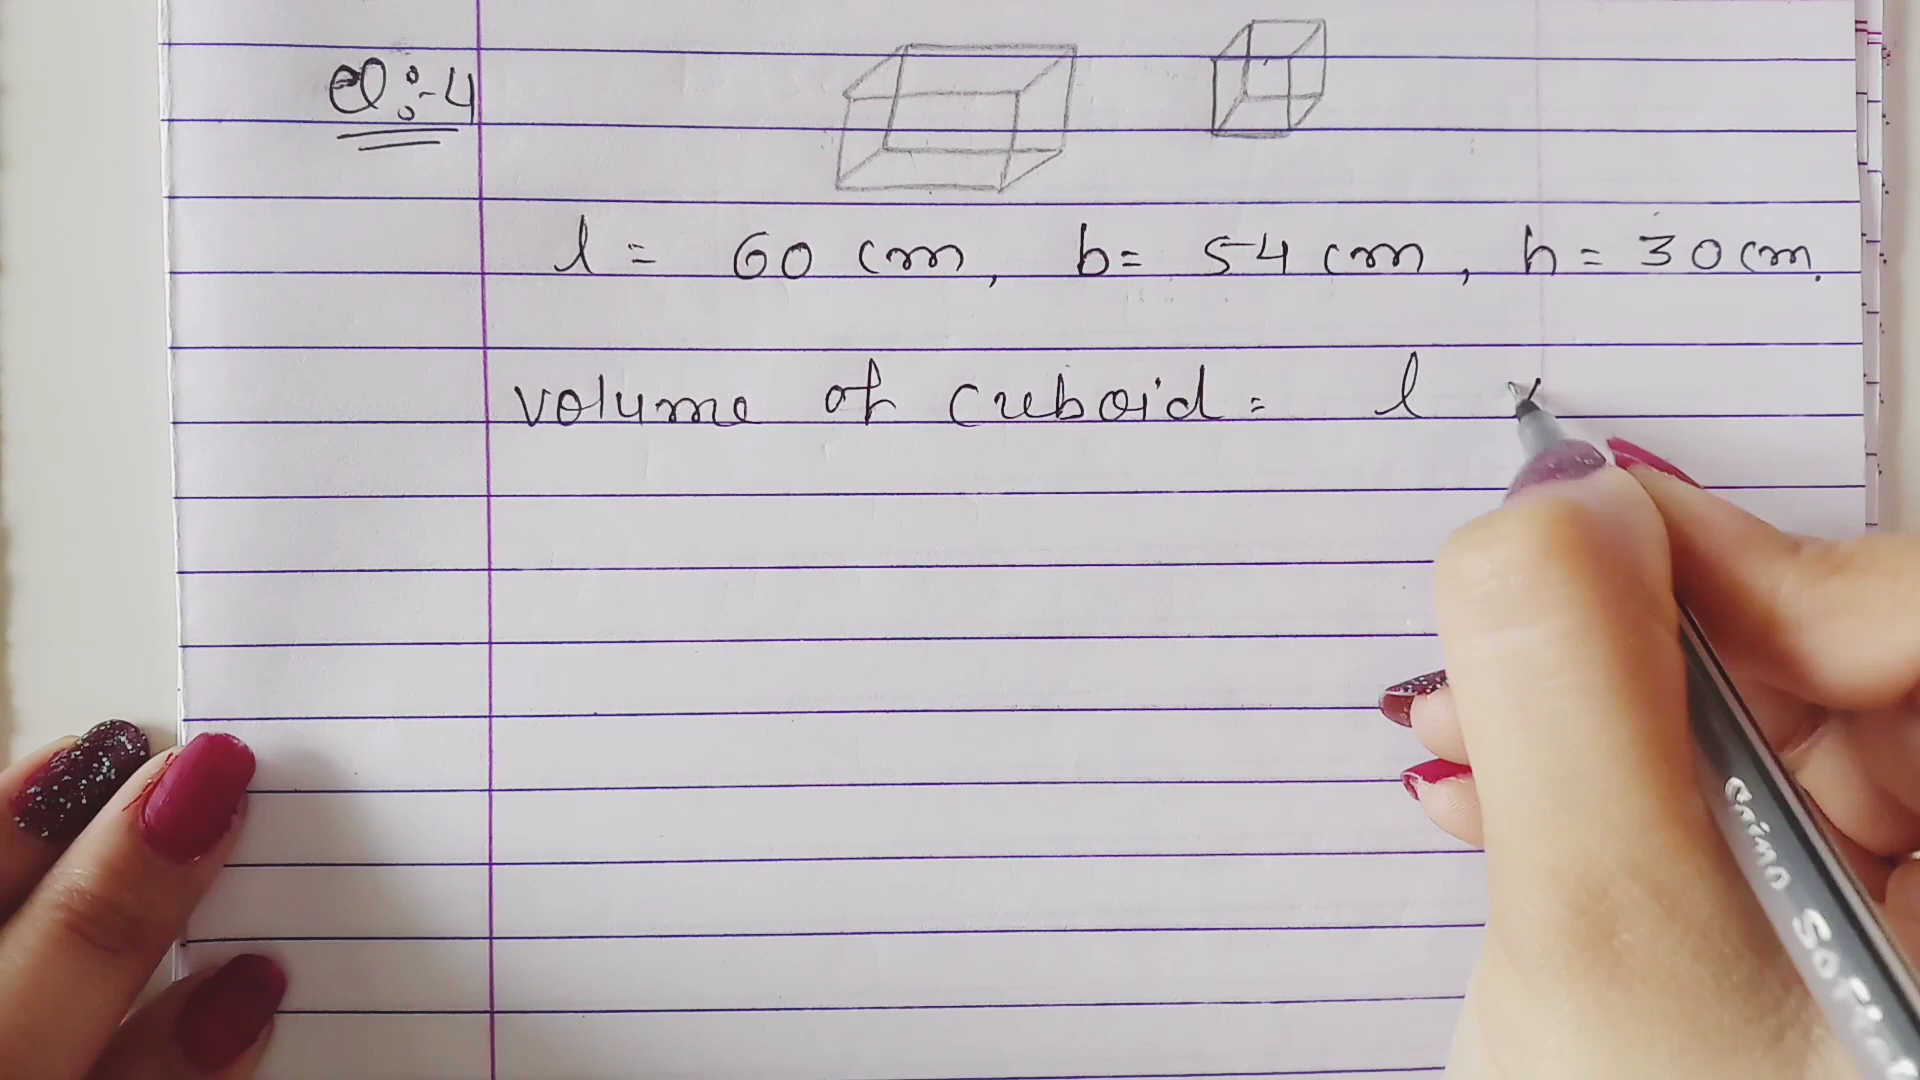 Q :- 4
l = 60 cm, b = 54 cm, h = 30 cm.
volume of cuboid = l ×